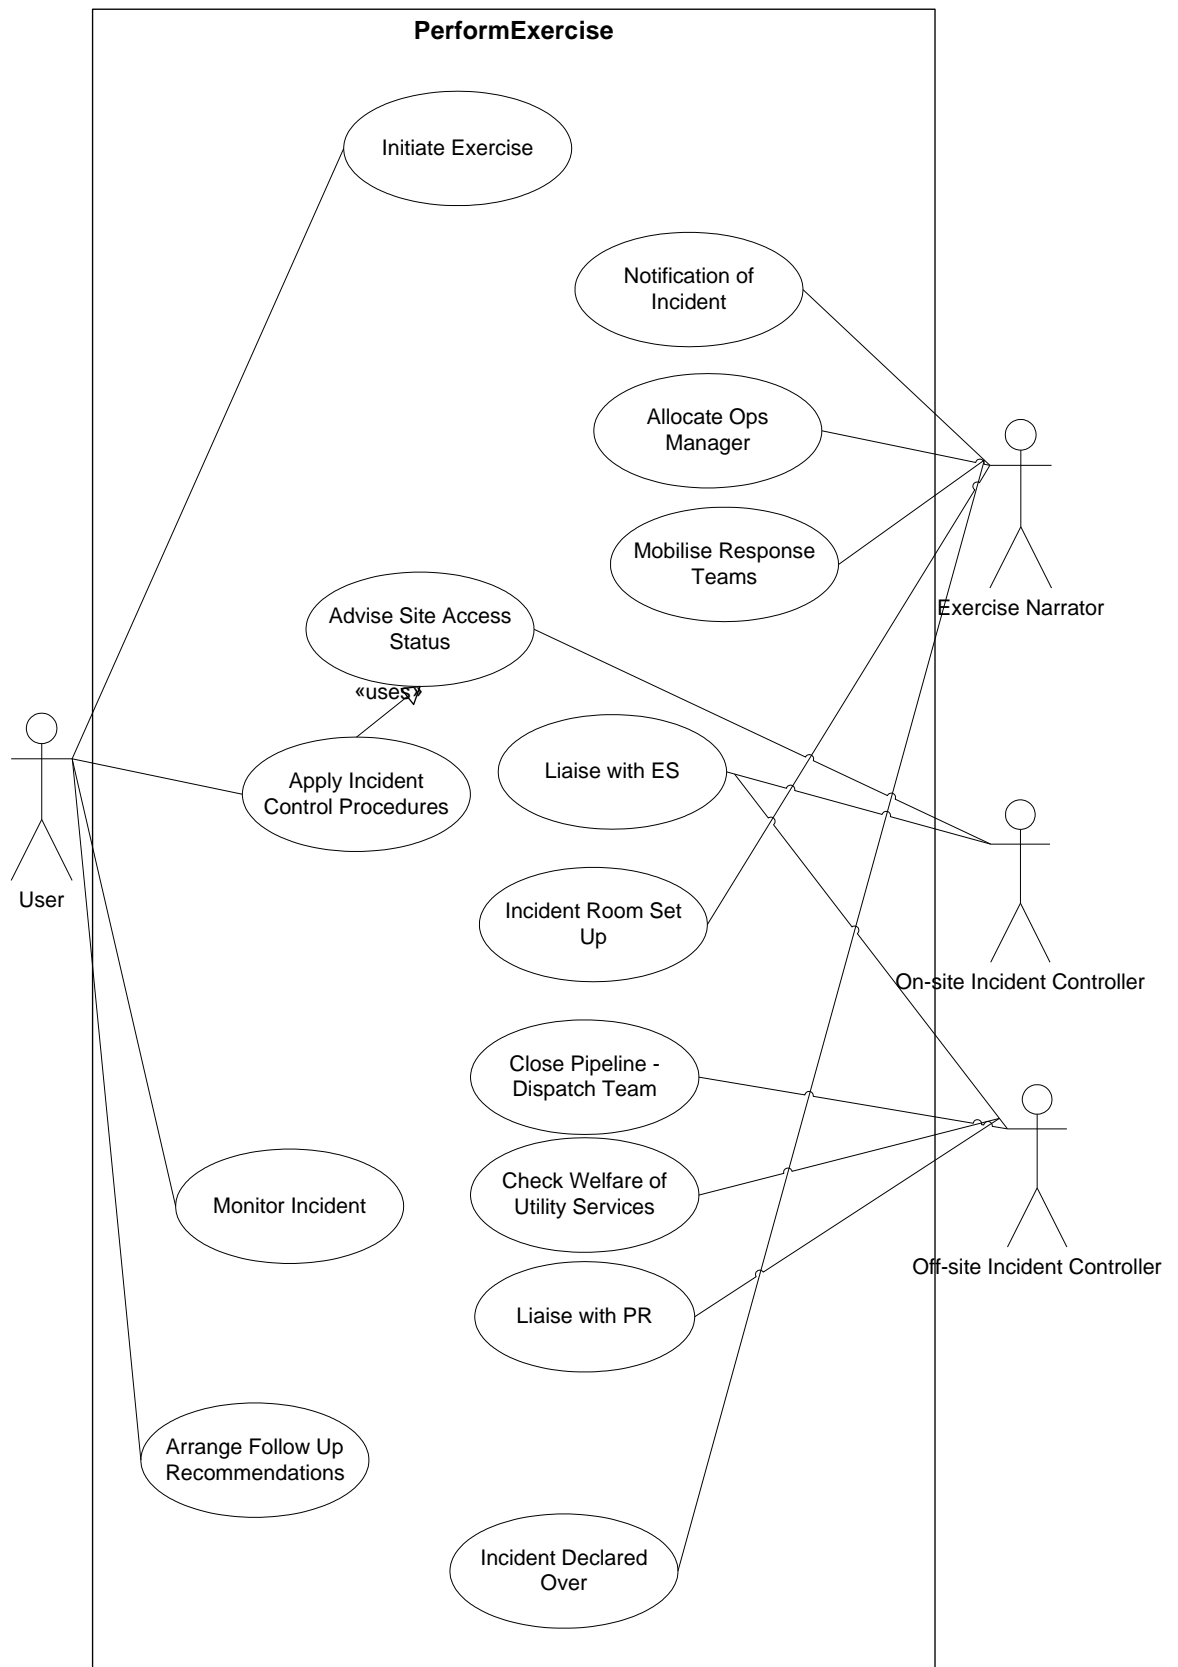 PerformExercise
Initiate Exercise
Notification of
Incident
Allocate Ops
Manager
Mobilise Response
Teams
Exercise Narrator
Advise Site Access
Status
«uses»
Apply Incident
Control Procedures
Liaise with ES
User
Incident Room Set
Up
On-site Incident Controller
Close Pipeline -
Dispatch Team
Check Welfare of
Utility Services
Monitor Incident
Off-site Incident Controller
Liaise with PR
Arrange Follow Up
Recommendations
Incident Declared
Over